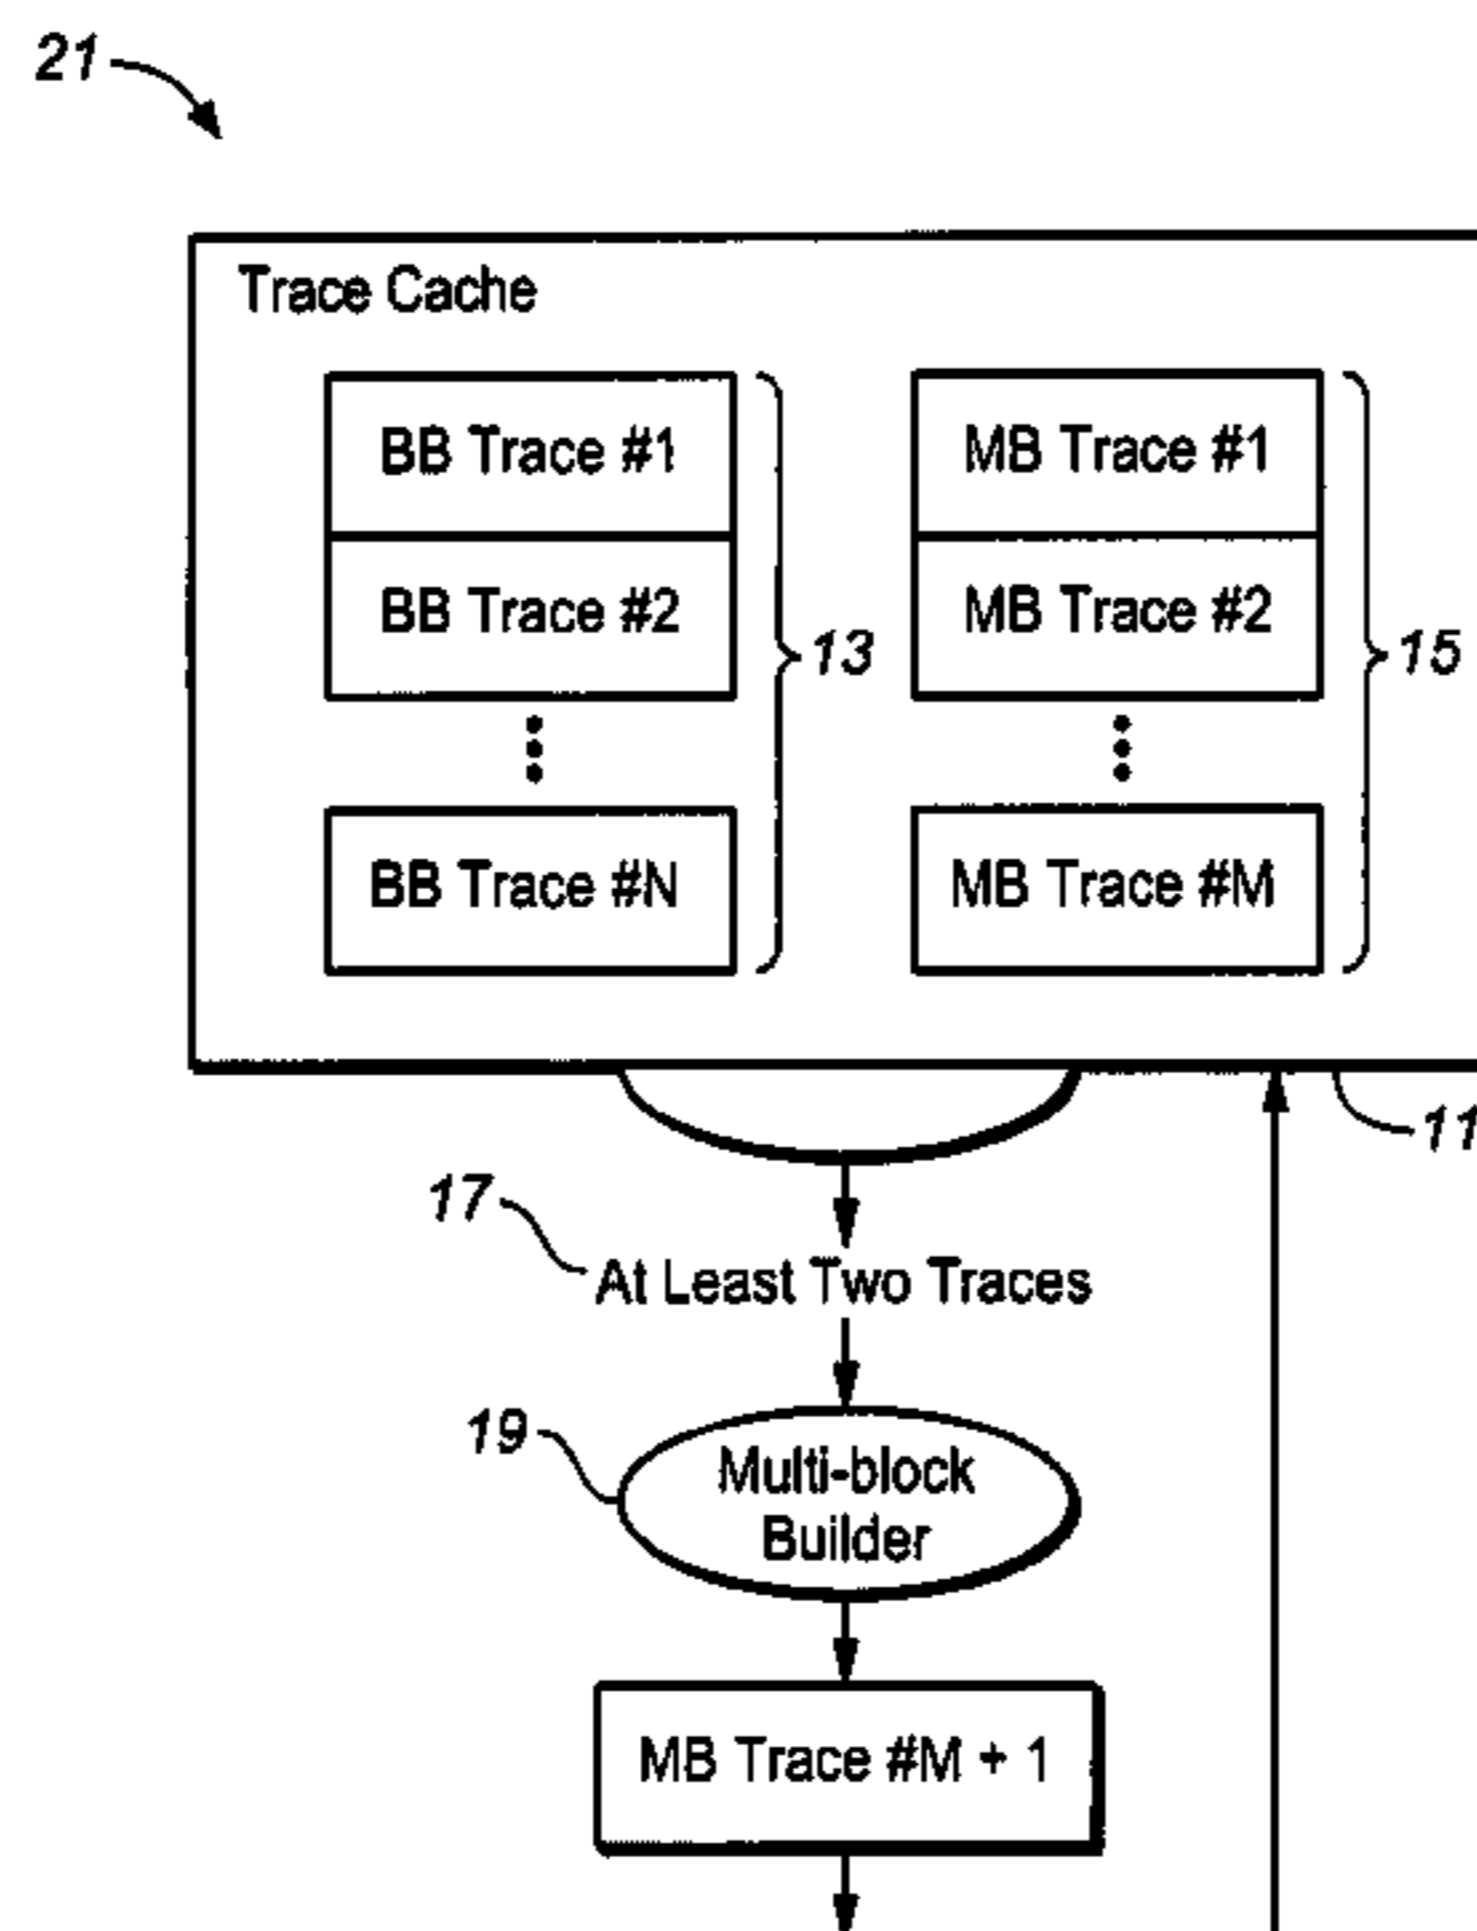 21
Trace Cache
BB Trace #1
MB Trace #1
BB Trace #2
MB Trace #2
13
15
BB Trace #N
MB Trace #M
11
17
At Least Two Traces
19
Multi-block
Builder
MB Trace #M + 1